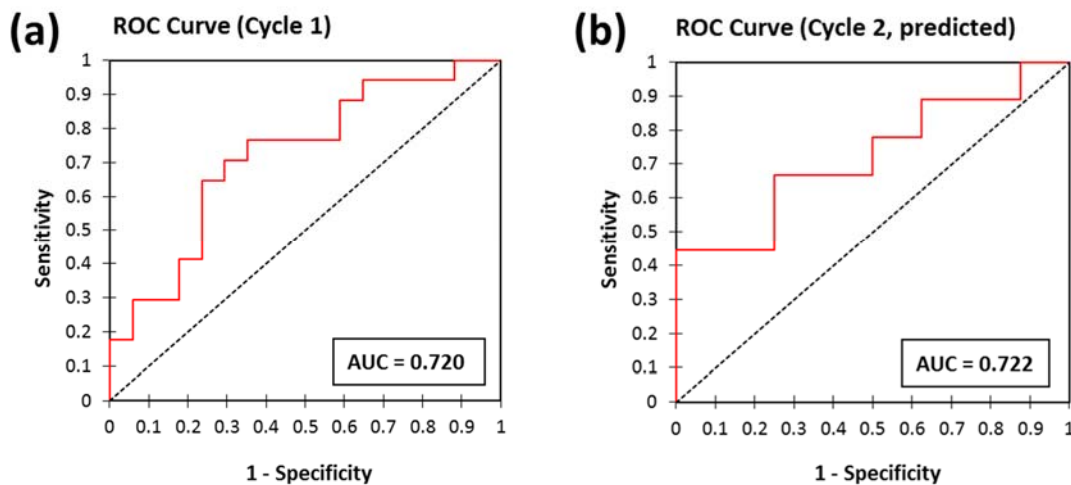 (a)
ROC Curve (Cycle 1)
1
0.9
0.8
0.7
0.6
0.5
0.4
0.3
0.2
0.1
0
Sensitivity
AUC = 0.720
0 0.1 0.2 0.3 0.4 0.5 0.6 0.7 0.8 0.9 1
1 - Specificity
(b)
ROC Curve (Cycle 2, predicted)
1
0.9
0.8
0.7
0.6
0.5
0.4
0.3
0.2
0.1
0
Sensitivity
AUC = 0.722
0 0.1 0.2 0.3 0.4 0.5 0.6 0.7 0.8 0.9 1
1 - Specificity